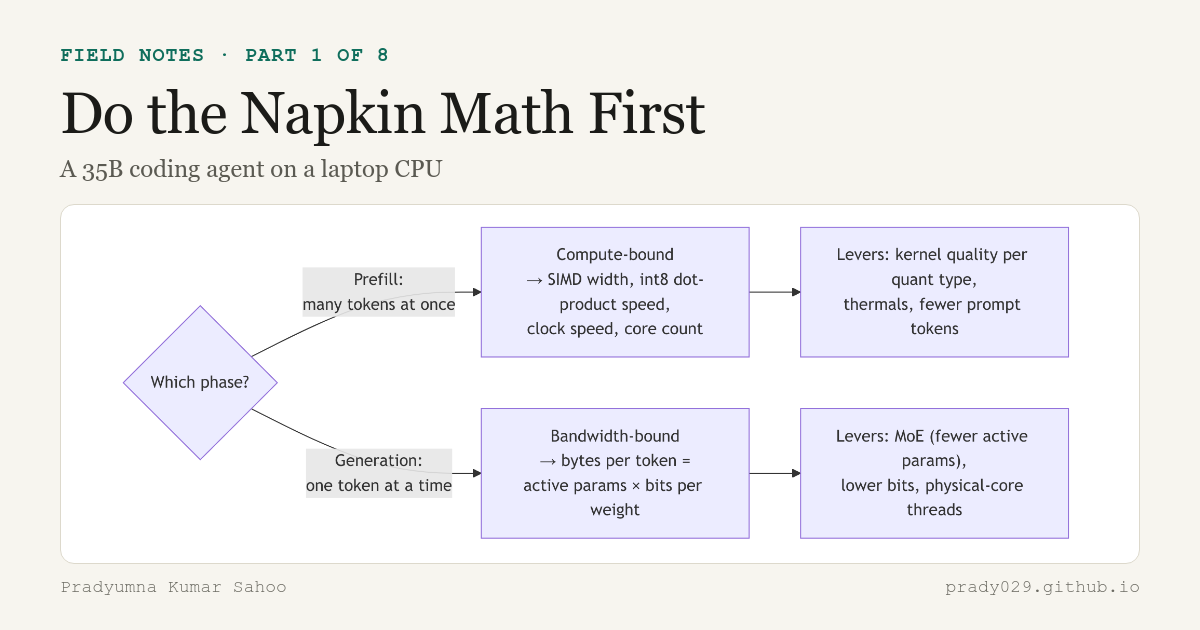 FIELD NOTES · PART 1 OF 8
Do the Napkin Math First
A 35B coding agent on a laptop CPU
Which phase?
Prefill:
many tokens at once
Compute-bound
→ SIMD width, int8 dot-
product speed,
clock speed, core count
Levers: kernel quality per
quant type,
thermals, fewer prompt
tokens
Generation:
one token at a time
Bandwidth-bound
→ bytes per token =
active params × bits per
weight
Levers: MoE (fewer active
params),
lower bits, physical-core
threads
Pradyumna Kumar Sahoo
prady029.github.io